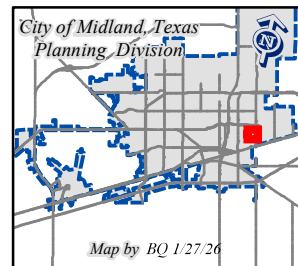 City of Midland, Texas
Planning Division
N
Map by BQ 1/27/26